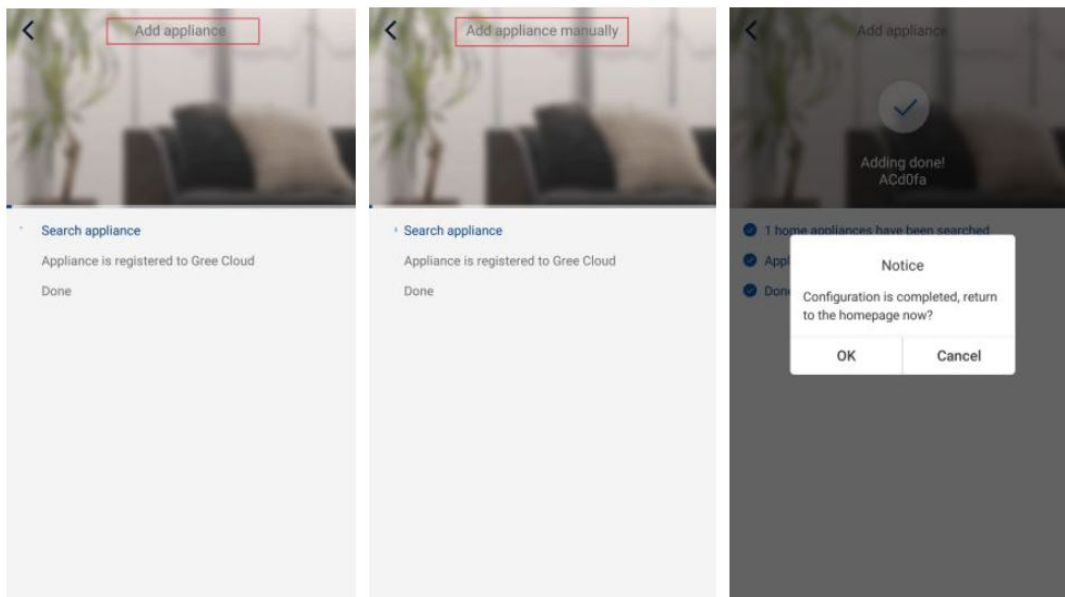 Add appliance
Search appliance
Appliance is registered to Gree Cloud
Done
Add appliance manually
Search appliance
Appliance is registered to Gree Cloud
Done
Add appliance
Adding done!
ACd0fa
1 home appliances have been searched
Appl
Done
Notice
Configuration is completed, return
to the homepage now?
OK
Cancel